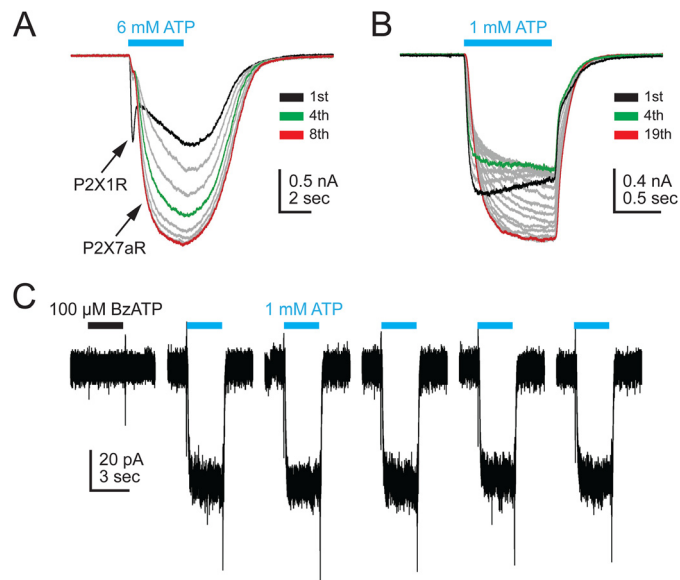 A
6 mM ATP
1st
4th
8th
P2X1R
0.5 nA
2 sec
P2X7aR
B
1 mM ATP
1st
4th
19th
0.4 nA
0.5 sec
C
100 µM BzATP
1 mM ATP
20 pA
3 sec